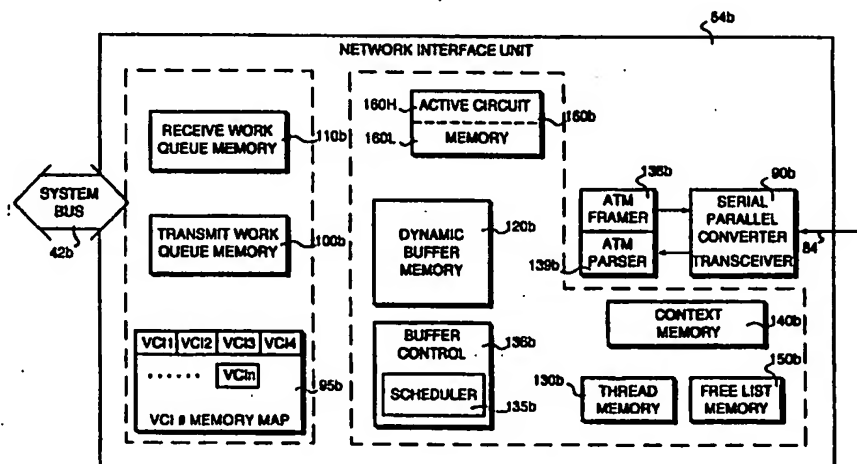 54b
NETWORK INTERFACE UNIT
160H
ACTIVE CIRCUIT
160b
160L
MEMORY
RECEIVE WORK
QUEUE MEMORY
110b
SYSTEM
BUS
42b
TRANSMIT WORK
QUEUE MEMORY
100b
DYNAMIC
BUFFER
MEMORY
120b
138b
ATM
FRAMER
ATM
PARSER
139b
90b
SERIAL
PARALLEL
CONVERTER
TRANSCEIVER
84
CONTEXT
MEMORY
140b
VCI1 VCI2 VCI3 VCI4
...... VCIn
VCI # MEMORY MAP
95b
BUFFER
CONTROL
136b
SCHEDULER
135b
130b
THREAD
MEMORY
150b
FREE LIST
MEMORY